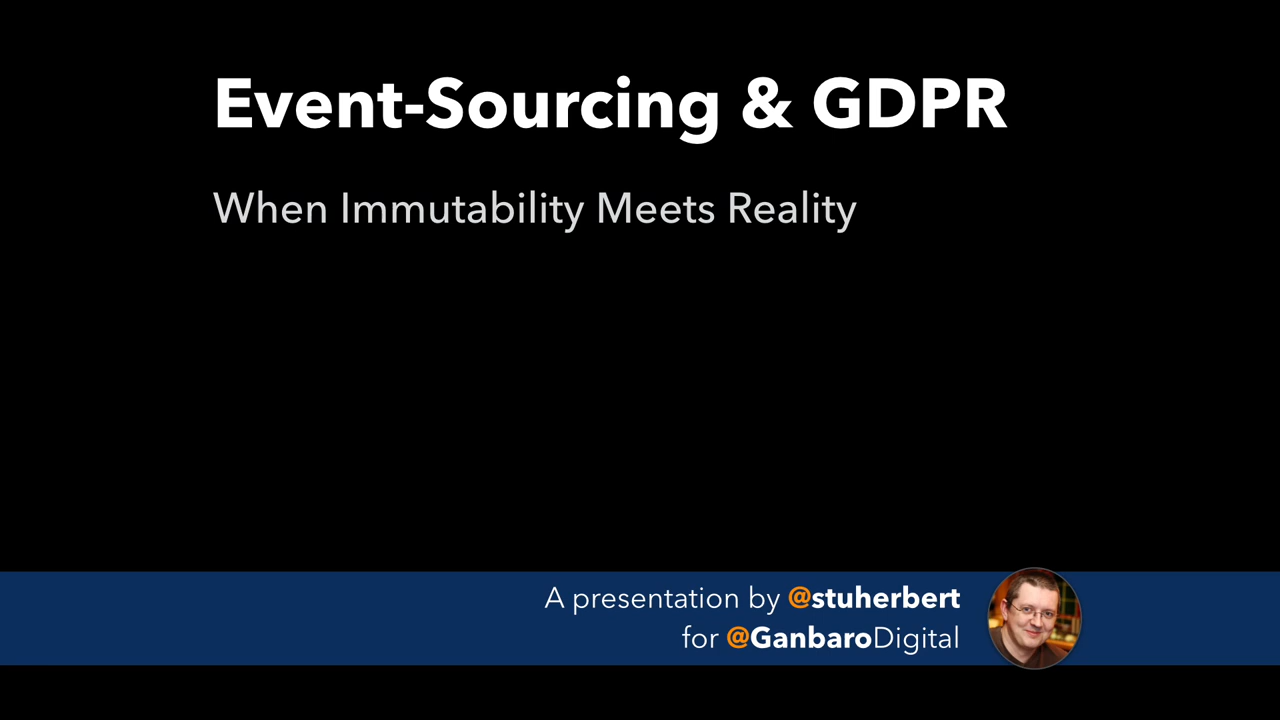 Event-Sourcing & GDPR
When Immutability Meets Reality
A presentation by @stuherbert
for @GanbaroDigital